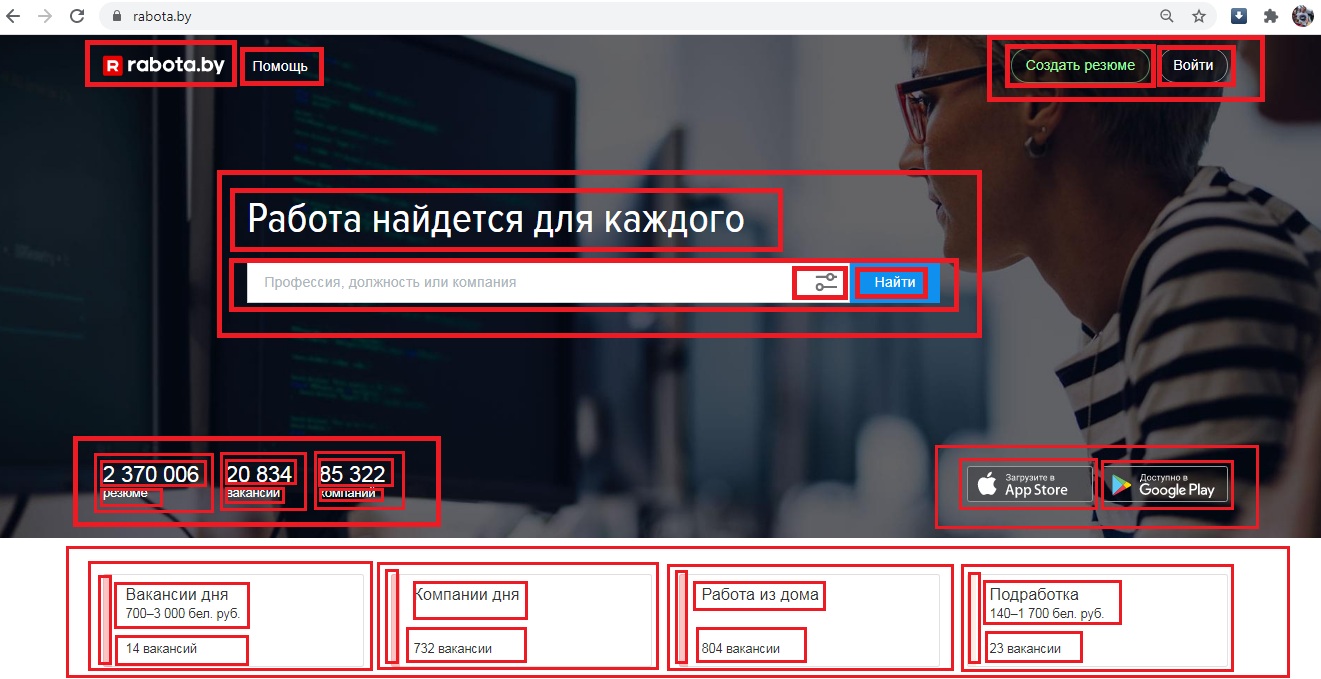 rabota.by
R rabota.by
Помощь
Создать резюме
Войти
Работа найдется для каждого
Профессия, должность или компания
Найти
2 370 006
резюме
20 834
вакансии
85 322
компаний
Загрузите в
App Store
Доступно в
Google Play
Вакансии дня
700–3 000 бел. руб.
14 вакансий
Компании дня
732 вакансии
Работа из дома
804 вакансии
Подработка
140–1 700 бел. руб.
23 вакансии